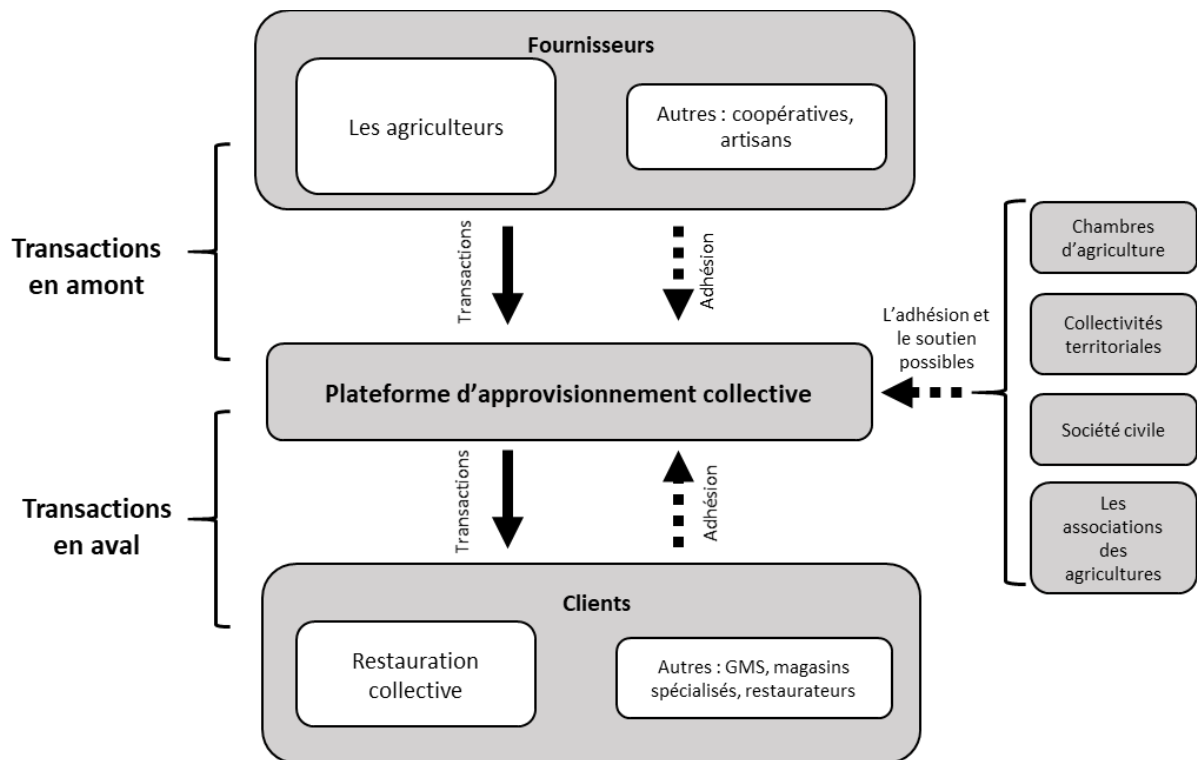 Fournisseurs
Les agriculteurs
Autres : coopératives,
artisans
Transactions
en amont
Transactions
Adhésion
Chambres
d'agriculture
Collectivités
territoriales
Société civile
Les
associations
des
agricultures
L'adhésion et
le soutien
possibles
Plateforme d'approvisionnement collective
Transactions
en aval
Transactions
Adhésion
Clients
Restauration
collective
Autres : GMS, magasins
spécialisés, restaurateurs